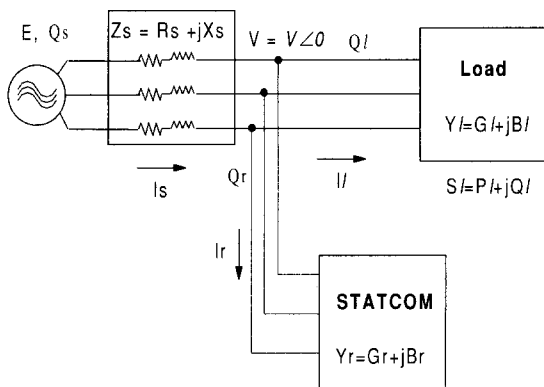 E, Qs
Zs = Rs +jXs
V = V∠0
Ql
Load
Yl=Gl+jBl
Sl=Pl+jQl
Is
Qr
Il
Ir
STATCOM
Yr=Gr+jBr